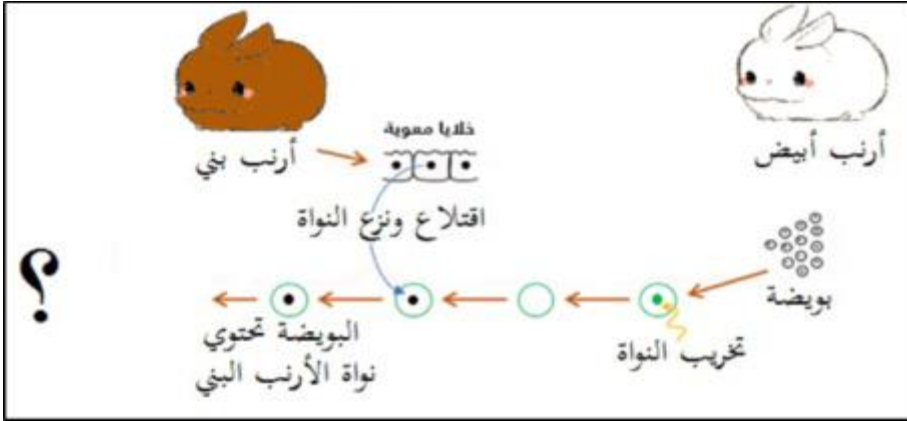 خلايا معوية
أرنب بني
أرنب أبيض
اقتلاع ونزع النواة
بويضة
تخريب النواة
البويضة تحتوي
نواة الأرنب البني
؟